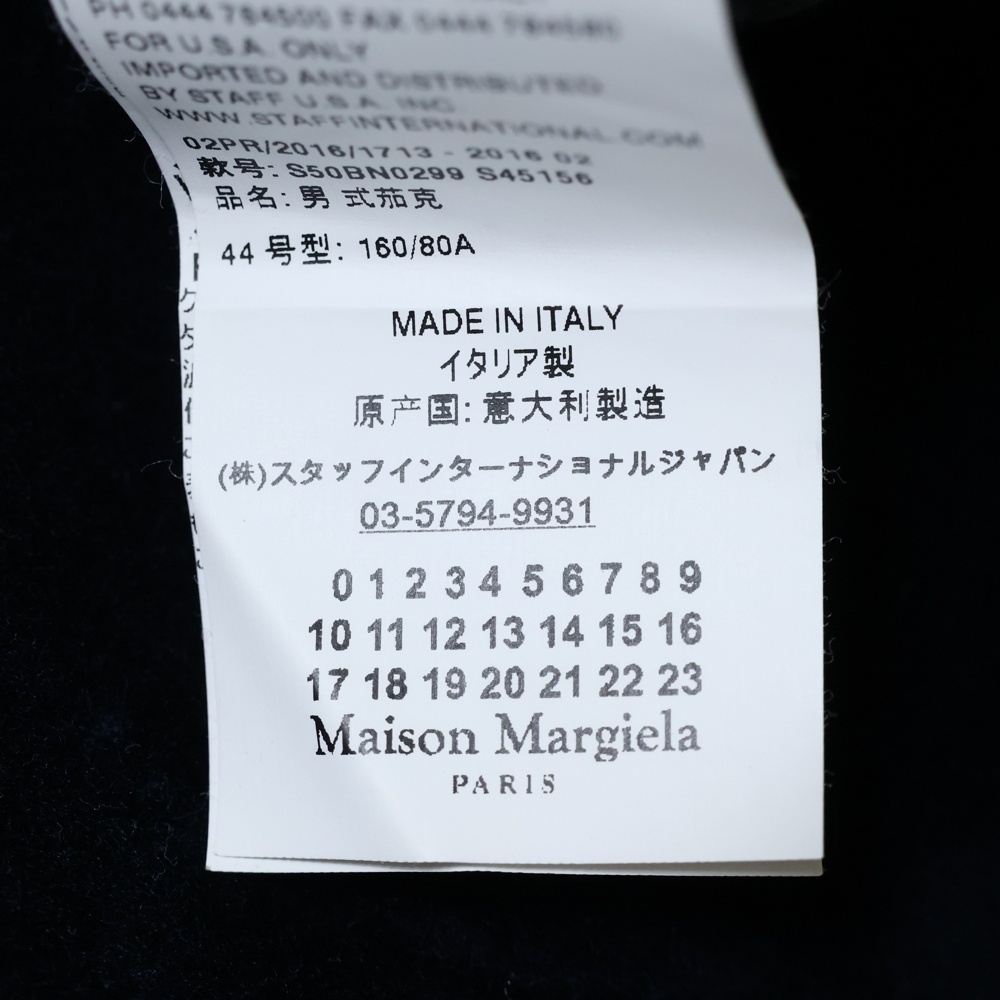 PH 0444 784500 FAX 0444
FOR U.S.A. ONLY
IMPORTED AND DISTRIBUTED
BY STAFF U.S.A. INC.
WWW.STAFFINTERNATIONAL.COM
02PR/2016/1713 - 2016 02
款号: S50BN0299 S45156
品名: 男 式茄克
44 号型: 160/80A
MADE IN ITALY
イタリア製
原产国: 意大利製造
(株)スタッフインターナショナルジャパン
03-5794-9931
0 1 2 3 4 5 6 7 8 9
10 11 12 13 14 15 16
17 18 19 20 21 22 23
Maison Margiela
PARIS